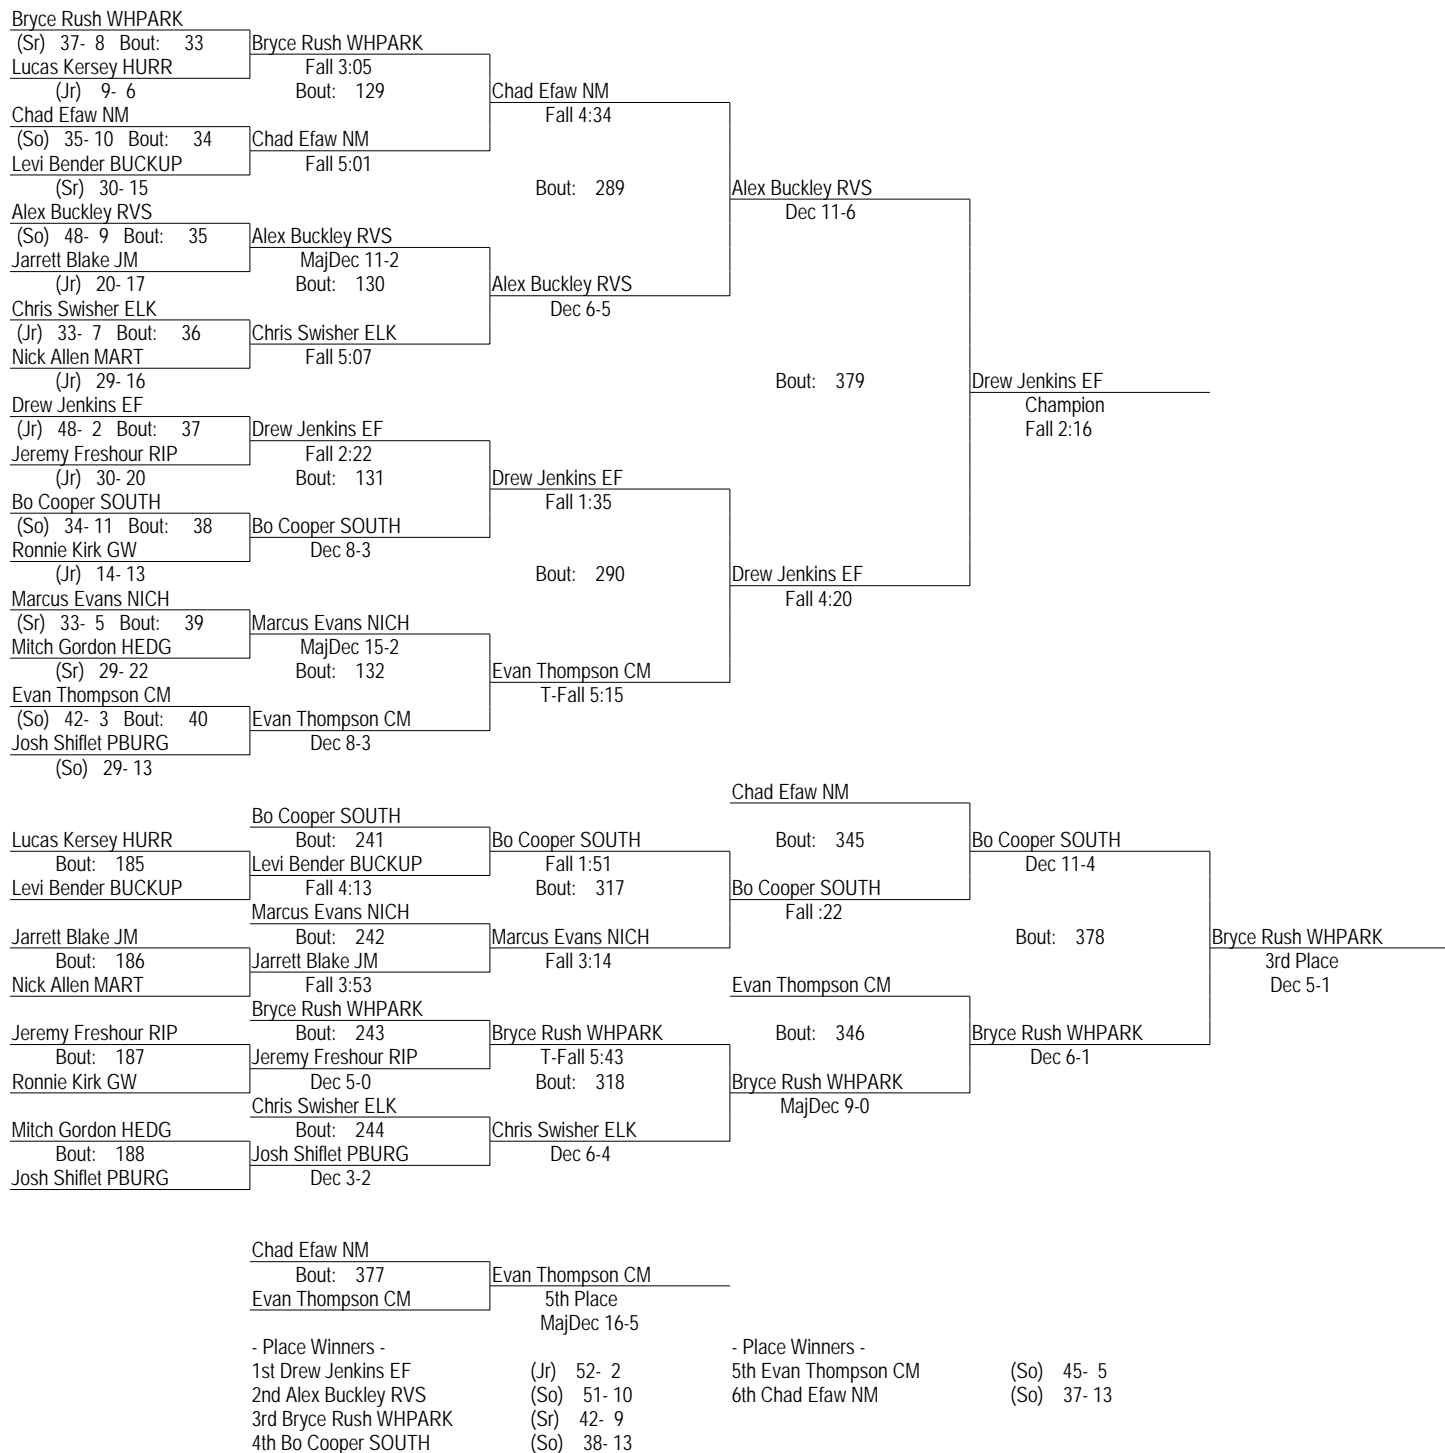 Bryce Rush WHPARK
(Sr) 37- 8 Bout: 33
Bryce Rush WHPARK
Lucas Kersey HURR
Fall 3:05
(Jr) 9- 6
Bout: 129
Chad Efaw NM
Chad Efaw NM
Fall 4:34
(So) 35- 10 Bout: 34
Chad Efaw NM
Levi Bender BUCKUP
Fall 5:01
(Sr) 30- 15
Bout: 289
Alex Buckley RVS
Alex Buckley RVS
Dec 11-6
(So) 48- 9 Bout: 35
Alex Buckley RVS
Jarrett Blake JM
MajDec 11-2
(Jr) 20- 17
Bout: 130
Alex Buckley RVS
Chris Swisher ELK
Dec 6-5
(Jr) 33- 7 Bout: 36
Chris Swisher ELK
Nick Allen MART
Fall 5:07
(Jr) 29- 16
Bout: 379
Drew Jenkins EF
Drew Jenkins EF
Champion
(Jr) 48- 2 Bout: 37
Drew Jenkins EF
Fall 2:16
Jeremy Freshour RIP
Fall 2:22
(Jr) 30- 20
Bout: 131
Drew Jenkins EF
Bo Cooper SOUTH
Fall 1:35
(So) 34- 11 Bout: 38
Bo Cooper SOUTH
Ronnie Kirk GW
Dec 8-3
(Jr) 14- 13
Bout: 290
Drew Jenkins EF
Marcus Evans NICH
Fall 4:20
(Sr) 33- 5 Bout: 39
Marcus Evans NICH
Mitch Gordon HEDG
MajDec 15-2
(Sr) 29- 22
Bout: 132
Evan Thompson CM
Evan Thompson CM
T-Fall 5:15
(So) 42- 3 Bout: 40
Evan Thompson CM
Josh Shiflet PBURG
Dec 8-3
(So) 29- 13
Chad Efaw NM
Bo Cooper SOUTH
Lucas Kersey HURR
Bout: 241
Bo Cooper SOUTH
Bout: 345
Bo Cooper SOUTH
Bout: 185
Levi Bender BUCKUP
Fall 1:51
Dec 11-4
Levi Bender BUCKUP
Fall 4:13
Bout: 317
Bo Cooper SOUTH
Marcus Evans NICH
Fall :22
Jarrett Blake JM
Bout: 242
Marcus Evans NICH
Bout: 378
Bryce Rush WHPARK
Bout: 186
Jarrett Blake JM
Fall 3:14
3rd Place
Nick Allen MART
Fall 3:53
Evan Thompson CM
Dec 5-1
Bryce Rush WHPARK
Jeremy Freshour RIP
Bout: 243
Bryce Rush WHPARK
Bout: 346
Bryce Rush WHPARK
Bout: 187
Jeremy Freshour RIP
T-Fall 5:43
Dec 6-1
Ronnie Kirk GW
Dec 5-0
Bout: 318
Bryce Rush WHPARK
Chris Swisher ELK
MajDec 9-0
Mitch Gordon HEDG
Bout: 244
Chris Swisher ELK
Bout: 188
Josh Shiflet PBURG
Dec 6-4
Josh Shiflet PBURG
Dec 3-2
Chad Efaw NM
Bout: 377
Evan Thompson CM
Evan Thompson CM
5th Place
MajDec 16-5
- Place Winners -
1st Drew Jenkins EF (Jr) 52- 2
2nd Alex Buckley RVS (So) 51- 10
3rd Bryce Rush WHPARK (Sr) 42- 9
4th Bo Cooper SOUTH (So) 38- 13
- Place Winners -
5th Evan Thompson CM (So) 45- 5
6th Chad Efaw NM (So) 37- 13